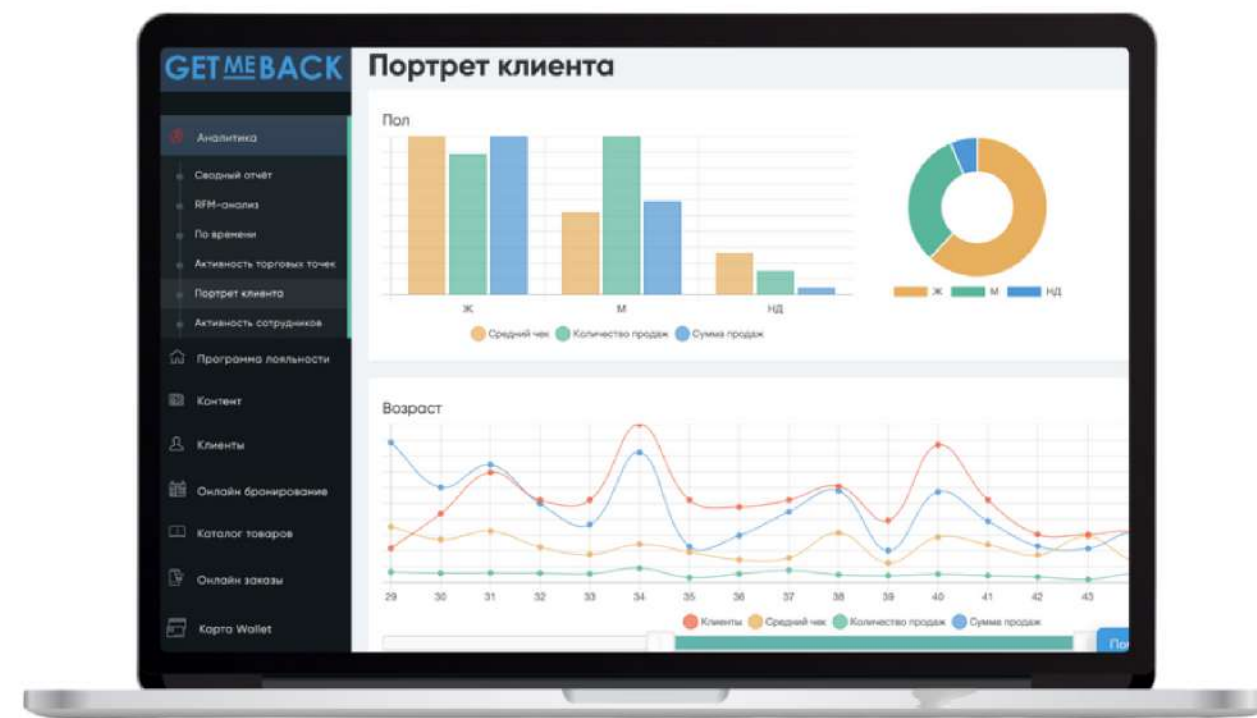 GETMEBACK
Аналитика
Сводный отчёт
RFM-анализ
По времени
Активность торговых точек
Портрет клиента
Активность сотрудников
Программа лояльности
Контент
Клиенты
Онлайн бронирование
Каталог товаров
Онлайн заказы
Карта Wallet
Портрет клиента
Пол
Ж М НД
Средний чек Количество продаж Сумма продаж
Ж М НД
Возраст
29 30 31 32 33 34 35 36 37 38 39 40 41 42 43
Клиенты Средний чек Количество продаж Сумма продаж